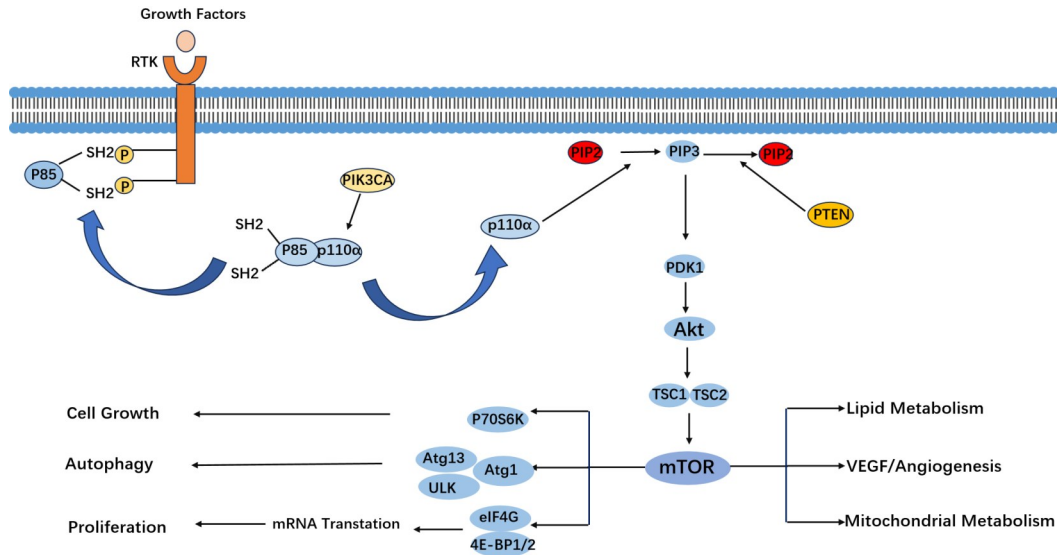 Growth Factors
RTK
SH2 P
P85
SH2 P
PIK3CA
SH2
P85 p110α
SH2
p110α
PIP2 PIP3 PIP2
PTEN
PDK1
Akt
TSC1 TSC2
mTOR
P70S6K
Cell Growth
Atg13
Atg1
ULK
Autophagy
eIF4G
4E-BP1/2
mRNA Transtation
Proliferation
Lipid Metabolism
VEGF/Angiogenesis
Mitochondrial Metabolism